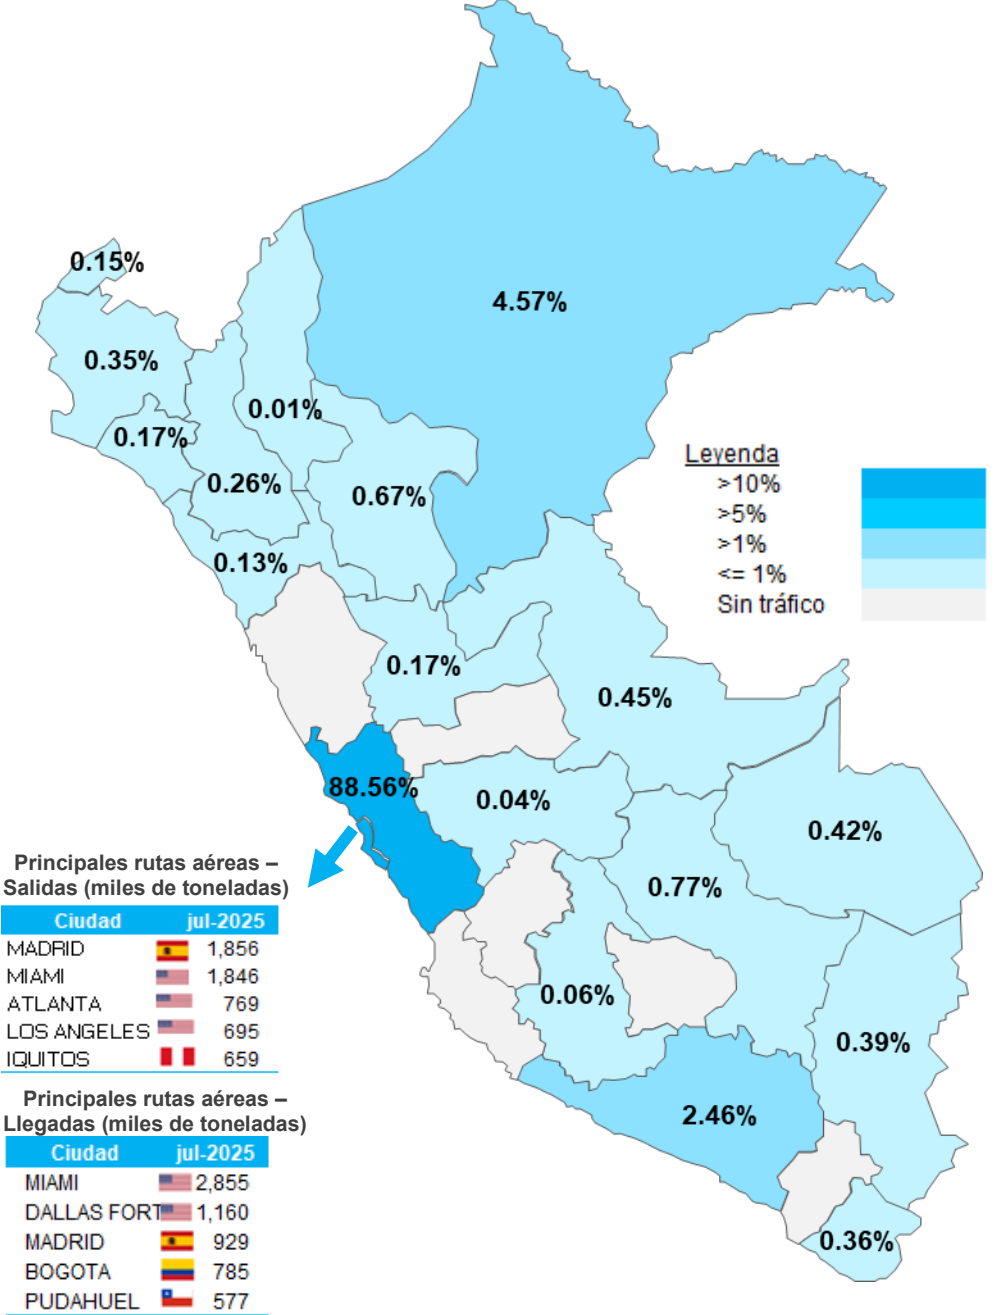 0.15%
4.57%
0.35%
0.01%
0.17%
0.26%
0.67%
Leyenda
>10%
>5%
>1%
<= 1%
Sin tráfico
0.13%
0.17%
0.45%
88.56%
0.04%
0.42%
0.77%
0.06%
0.39%
2.46%
0.36%
Principales rutas aéreas –
Salidas (miles de toneladas)
Ciudad jul-2025
MADRID 1,856
MIAMI 1,846
ATLANTA 769
LOS ANGELES 695
IQUITOS 659
Principales rutas aéreas –
Llegadas (miles de toneladas)
Ciudad jul-2025
MIAMI 2,855
DALLAS FORT 1,160
MADRID 929
BOGOTA 785
PUDAHUEL 577